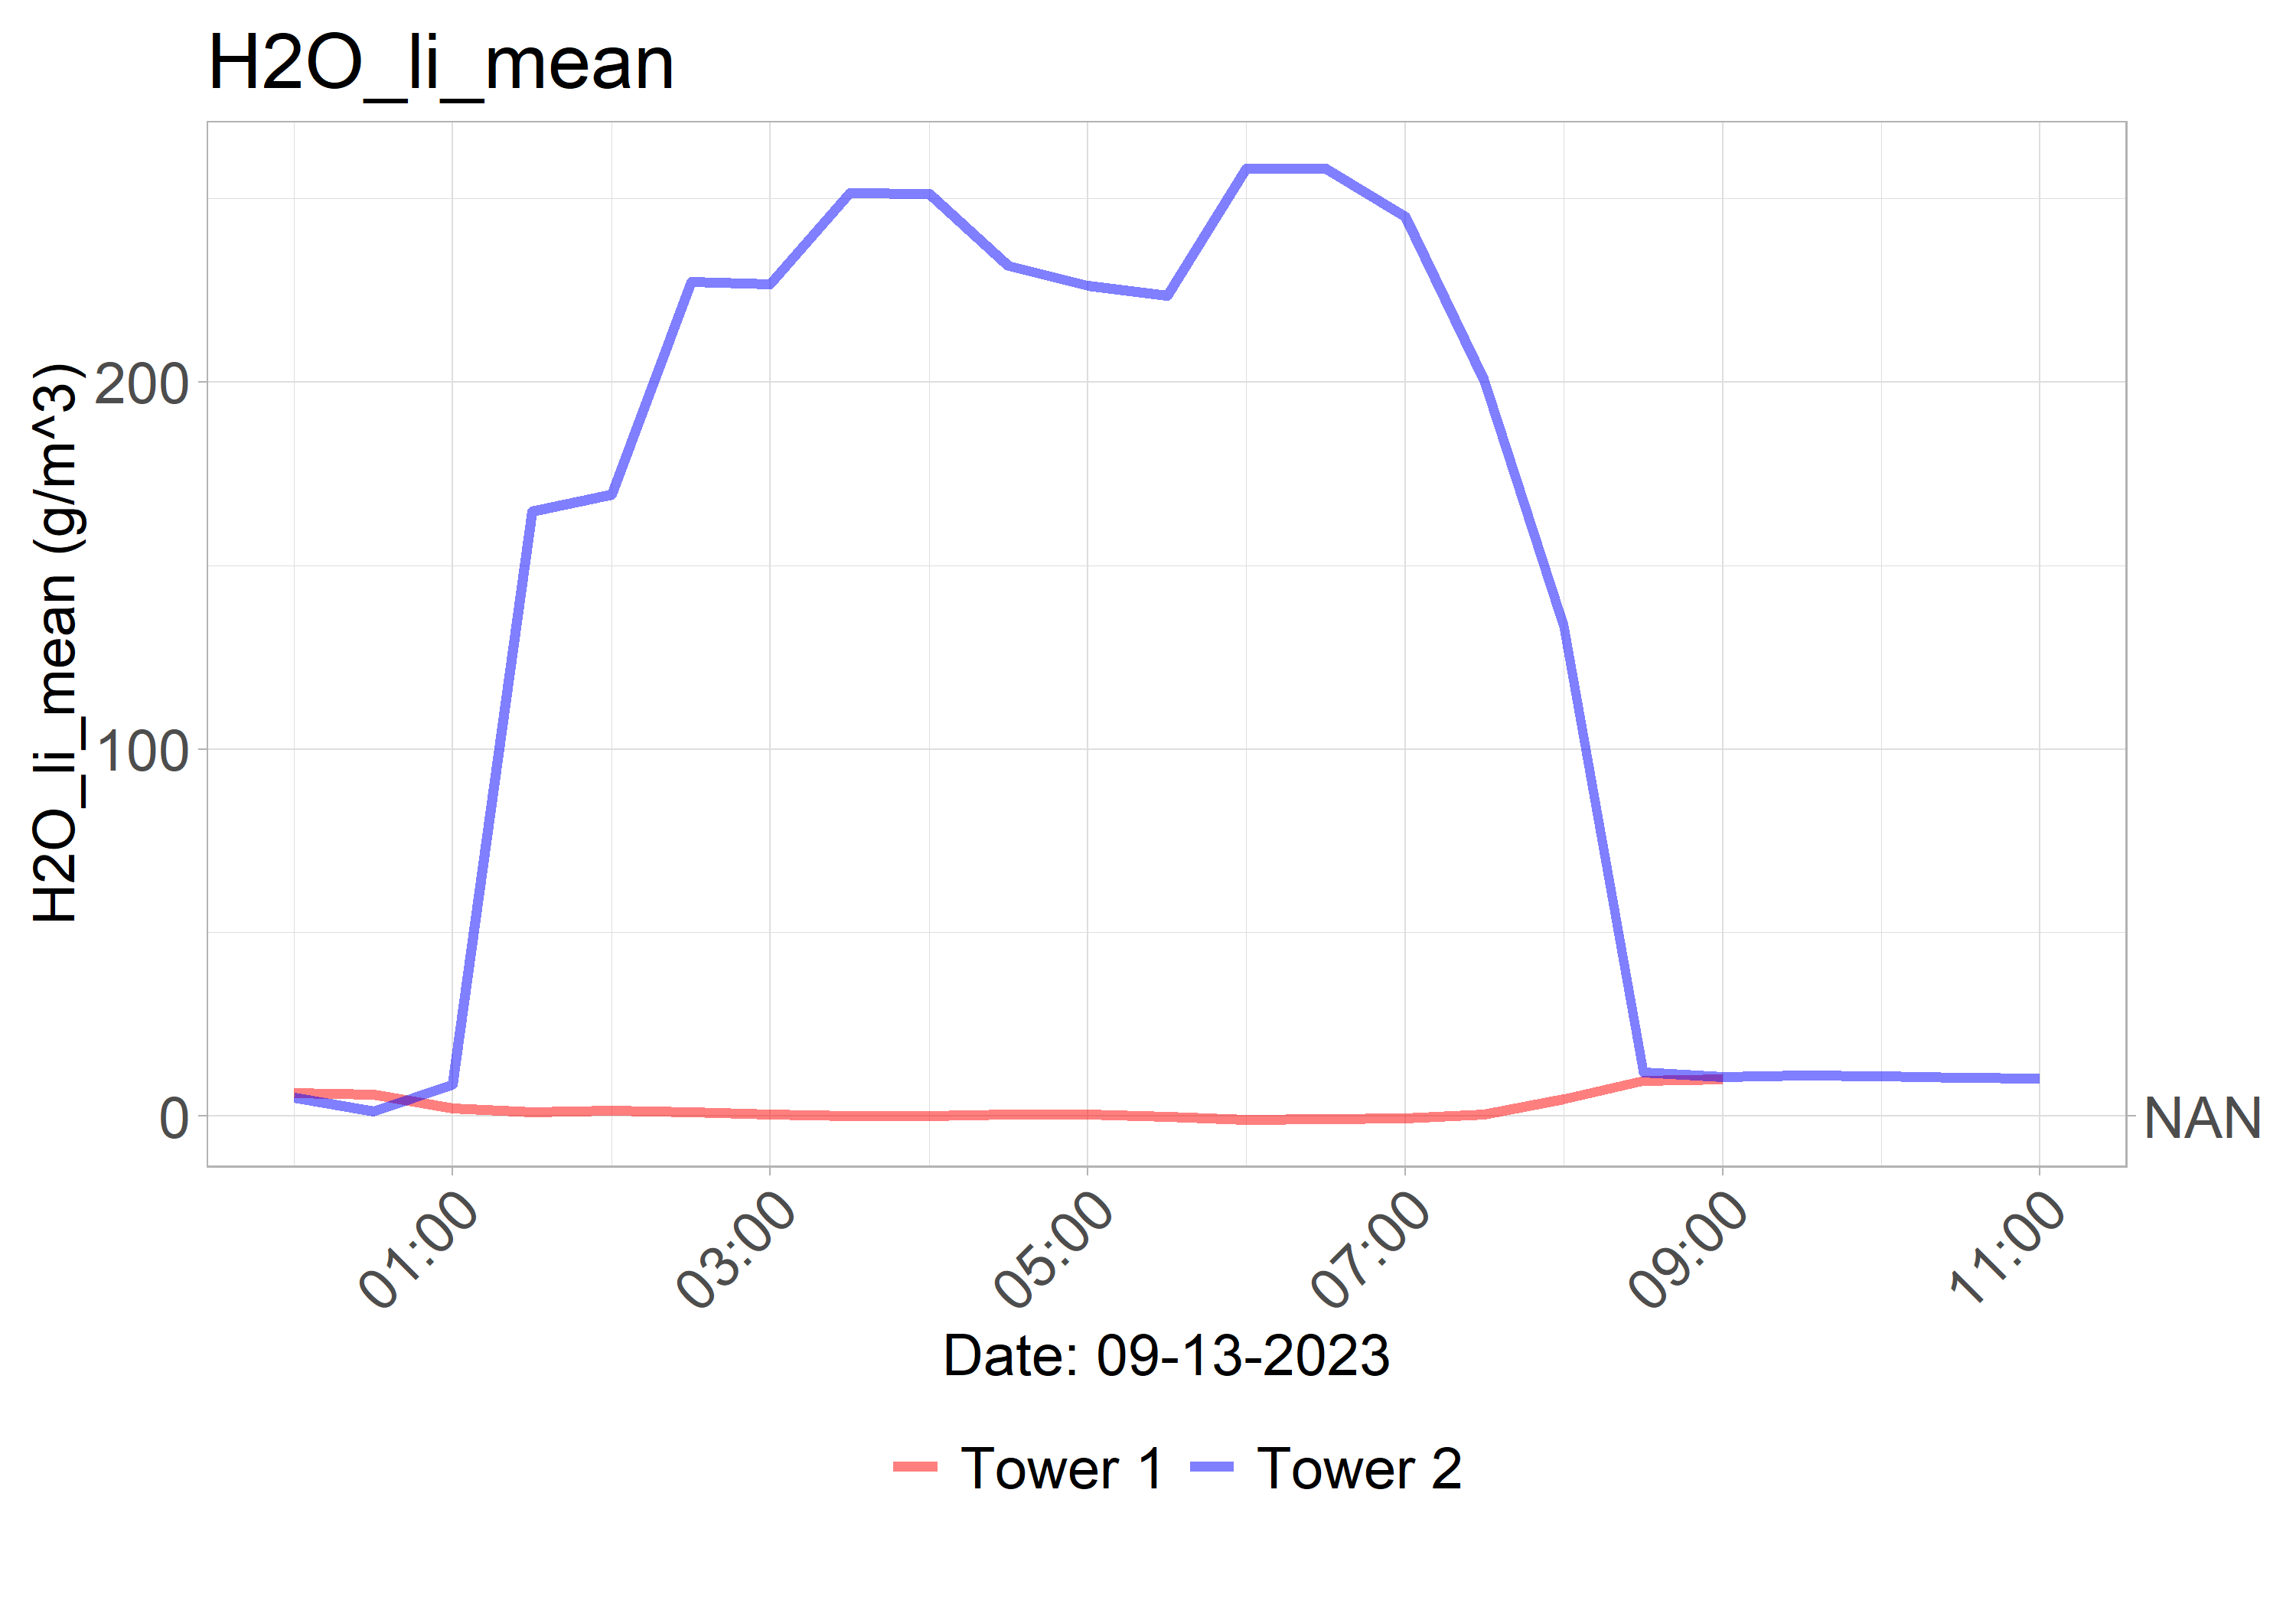 H2O_li_mean
H2O_li_mean (g/m^3)
200
100
0
NAN
01:00
03:00
05:00
07:00
09:00
11:00
Date: 09-13-2023
Tower 1
Tower 2